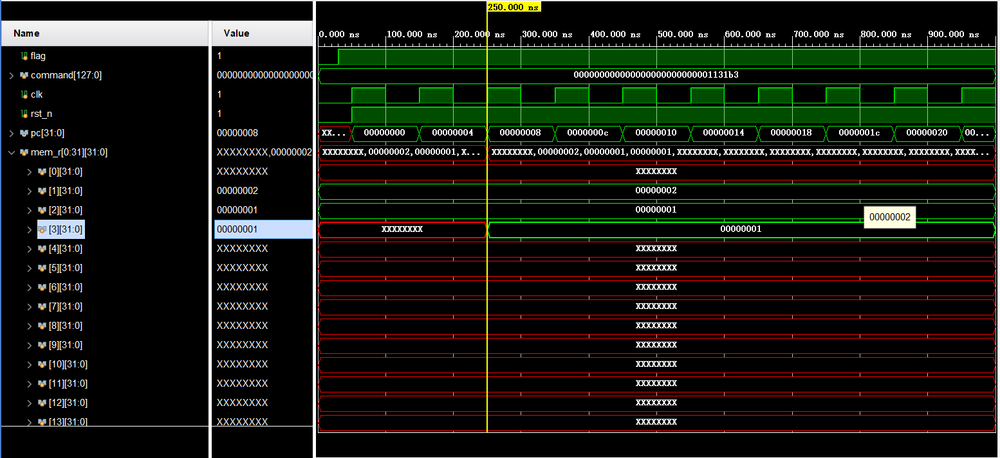 250.000 ns
Name Value 0.000 ns 100.000 ns 200.000 ns 300.000 ns 400.000 ns 500.000 ns 600.000 ns 700.000 ns 800.000 ns 900.000 ns
flag 1
command[127:0] 000000000000000000 000000000000000000000000001131b3
clk 1
rst_n 1
pc[31:0] 00000008 XX... 00000000 00000004 00000008 0000000c 00000010 00000014 00000018 0000001c 00000020 00...
mem_r[0:31][31:0] XXXXXXXX,00000002 XXXXXXXX,00000002,00000001,X... XXXXXXXX,00000002,00000001,00000001,XXXXXXXX,XXXXXXXX,XXXXXXXX,XXXXXXXX,XXXXXXXX,XXXXXXXX,XXXX...
[0][31:0] XXXXXXXX XXXXXXXX
[1][31:0] 00000002 00000002
[2][31:0] 00000001 00000001
00000002
[3][31:0] 00000001 XXXXXXXX 00000001
[4][31:0] XXXXXXXX XXXXXXXX
[5][31:0] XXXXXXXX XXXXXXXX
[6][31:0] XXXXXXXX XXXXXXXX
[7][31:0] XXXXXXXX XXXXXXXX
[8][31:0] XXXXXXXX XXXXXXXX
[9][31:0] XXXXXXXX XXXXXXXX
[10][31:0] XXXXXXXX XXXXXXXX
[11][31:0] XXXXXXXX XXXXXXXX
[12][31:0] XXXXXXXX XXXXXXXX
[13][31:0] XXXXXXXX XXXXXXXX